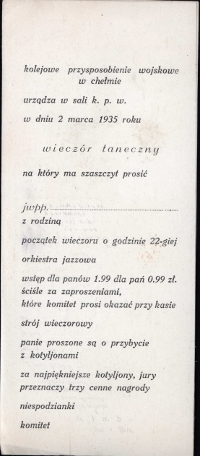 kolejowe przysposobienie wojskowe
w chełmie
urządza w sali k. p. w.
w dniu 2 marca 1935 roku
wieczór taneczny
na który ma szaszczyt prosić
jwpp.
z rodziną
początek wieczoru o godzinie 22-giej
orkiestra jazzowa
wstęp dla panów 1.99 dla pań 0.99 zł.
ściśle za zaproszeniami,
które komitet prosi okazać przy kasie
strój wieczorowy
panie proszone są o przybycie
z kotyljonami
za najpiękniejsze kotyljony, jury
przeznaczy trzy cenne nagrody
niespodzianki
komitet